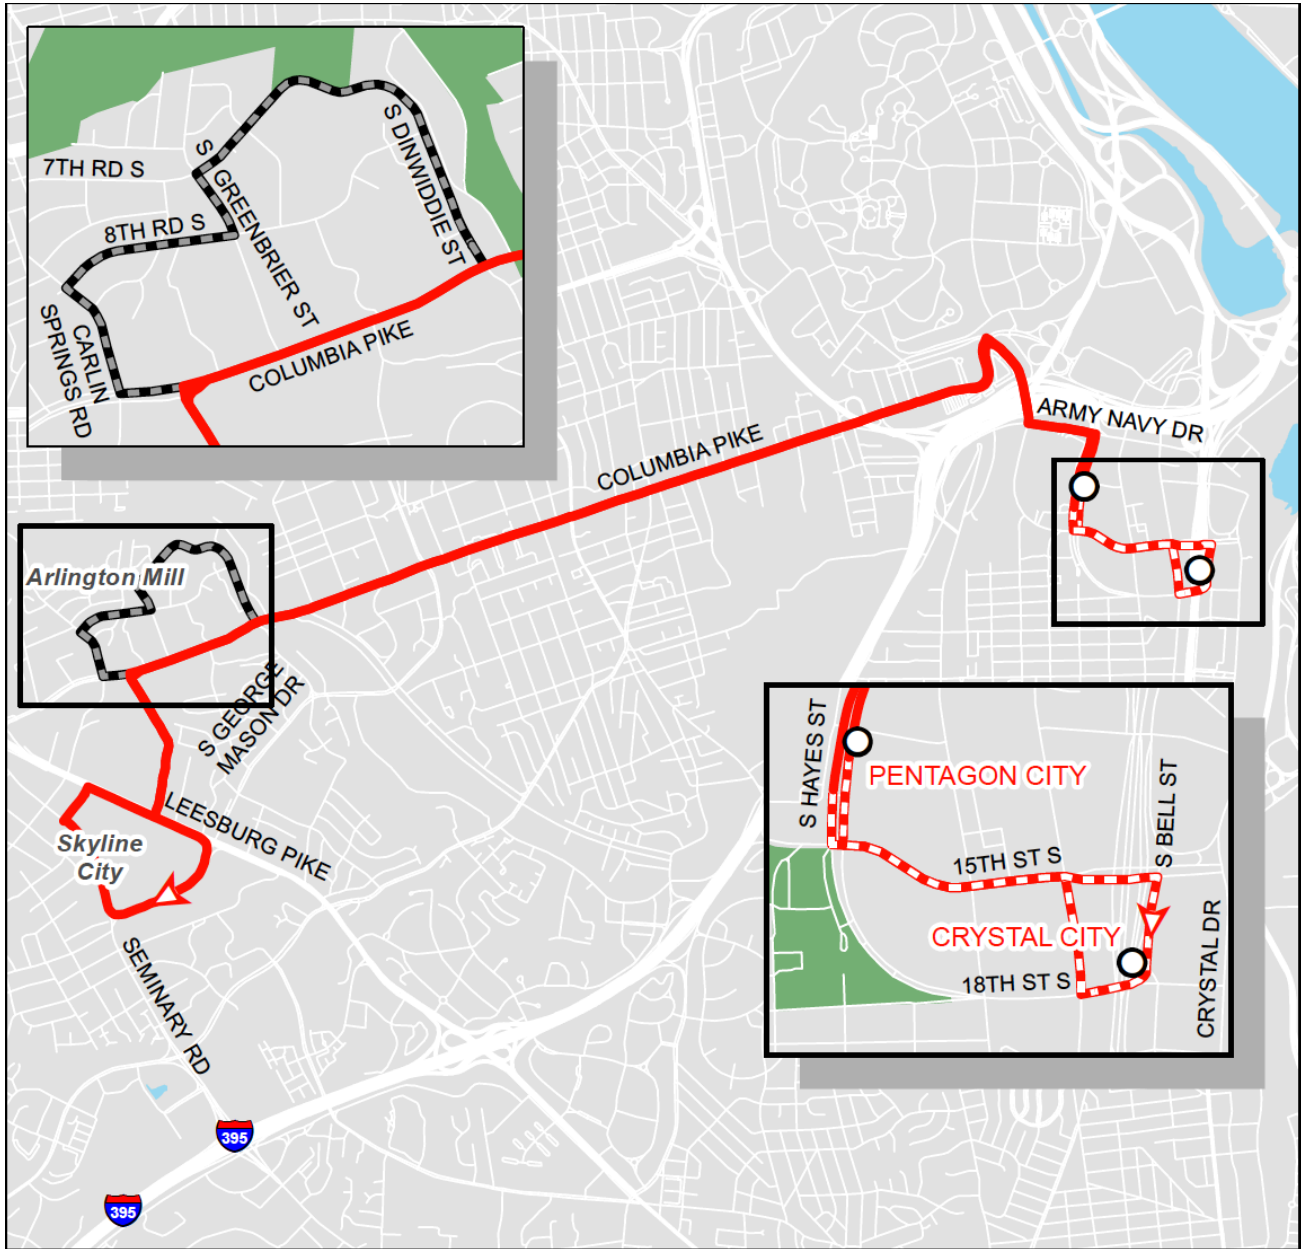 7TH RD S
8TH RD S
S GREENBRIER ST
S DINWIDDIE ST
CARLIN
SPRINGS RD
COLUMBIA PIKE
COLUMBIA PIKE
ARMY NAVY DR
Arlington Mill
S GEORGE
MASON DR
LEESBURG PIKE
Skyline
City
SEMINARY RD
395
395
S HAYES ST
PENTAGON CITY
15TH ST S
S BELL ST
CRYSTAL CITY
18TH ST S
CRYSTAL DR